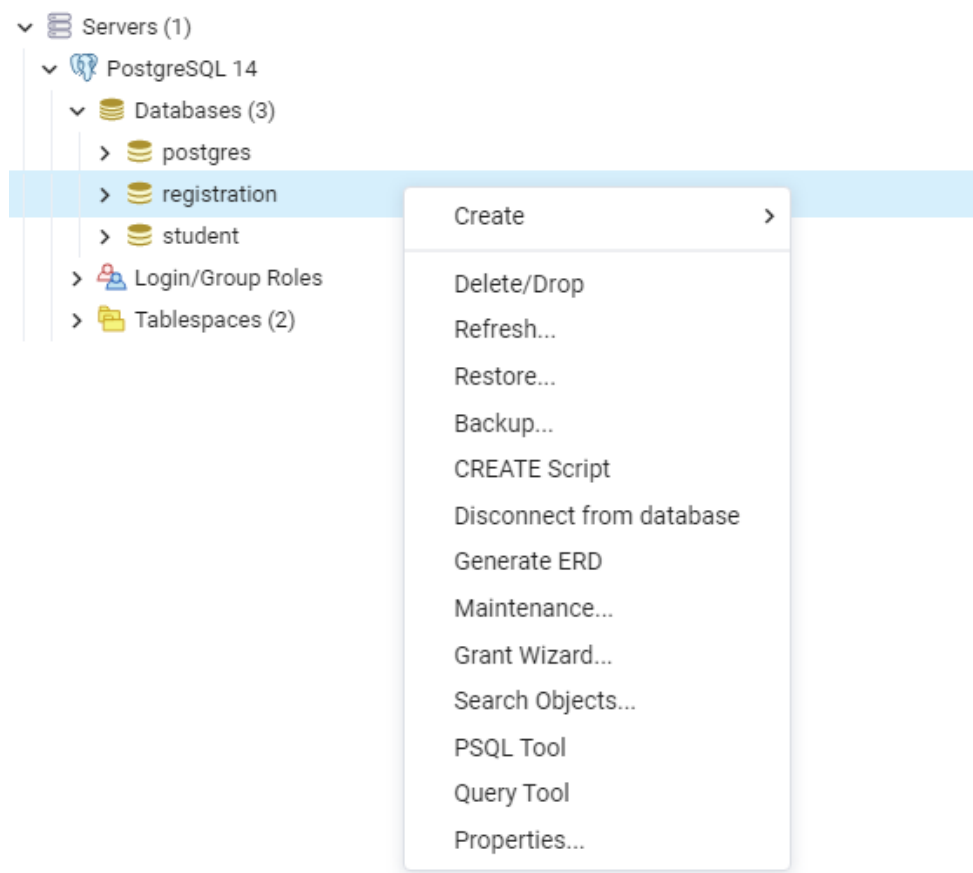 Servers (1)
PostgreSQL 14
Databases (3)
postgres
registration
student
Login/Group Roles
Tablespaces (2)
Create
Delete/Drop
Refresh...
Restore...
Backup...
CREATE Script
Disconnect from database
Generate ERD
Maintenance...
Grant Wizard...
Search Objects...
PSQL Tool
Query Tool
Properties...